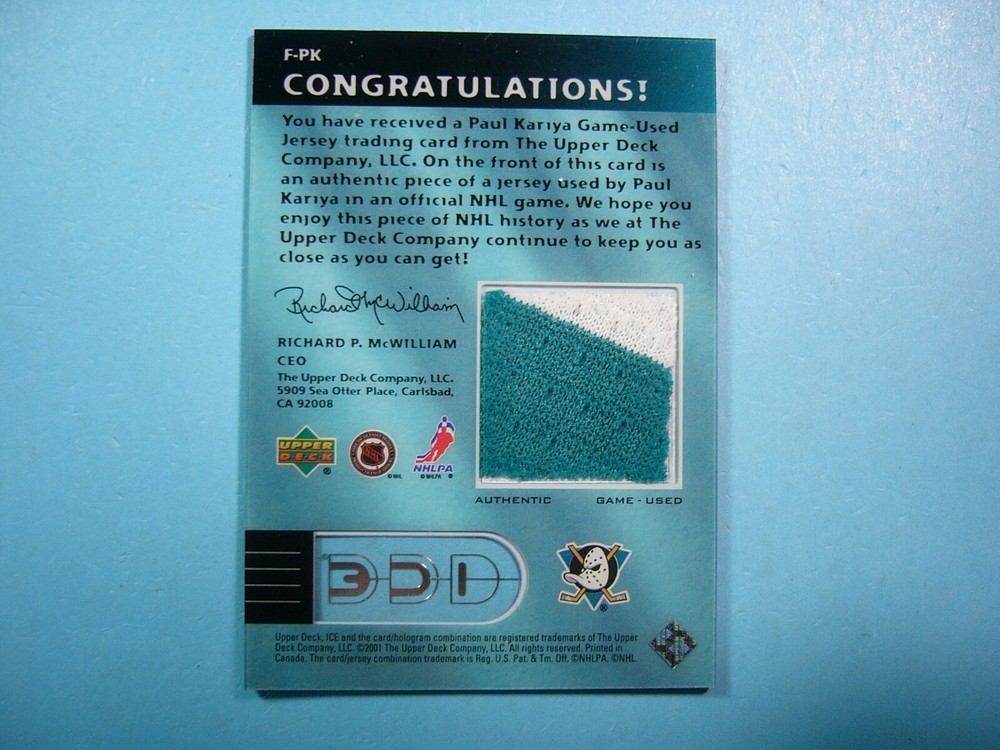 F-PK
CONGRATULATIONS!
You have received a Paul Kariya Game-Used
Jersey trading card from The Upper Deck
Company, LLC. On the front of this card is
an authentic piece of a jersey used by Paul
Kariya in an official NHL game. We hope you
enjoy this piece of NHL history as we at The
Upper Deck Company continue to keep you as
close as you can get!
Richard McWilliam
RICHARD P. McWILLIAM
CEO
The Upper Deck Company, LLC.
5909 Sea Otter Place, Carlsbad,
CA 92008
UPPER
DECK
®
NHL
©NHL
NHLPA
©NHLPA ®
AUTHENTIC GAME-USED
®
Upper Deck, ICE and the card/hologram combination are registered trademarks of The Upper
Deck Company, LLC. ©2001 The Upper Deck Company, LLC. All rights reserved. Printed in
Canada. The card/jersey combination trademark is Reg. U.S. Pat. & Tm. Off. ©NHLPA. ©NHL.